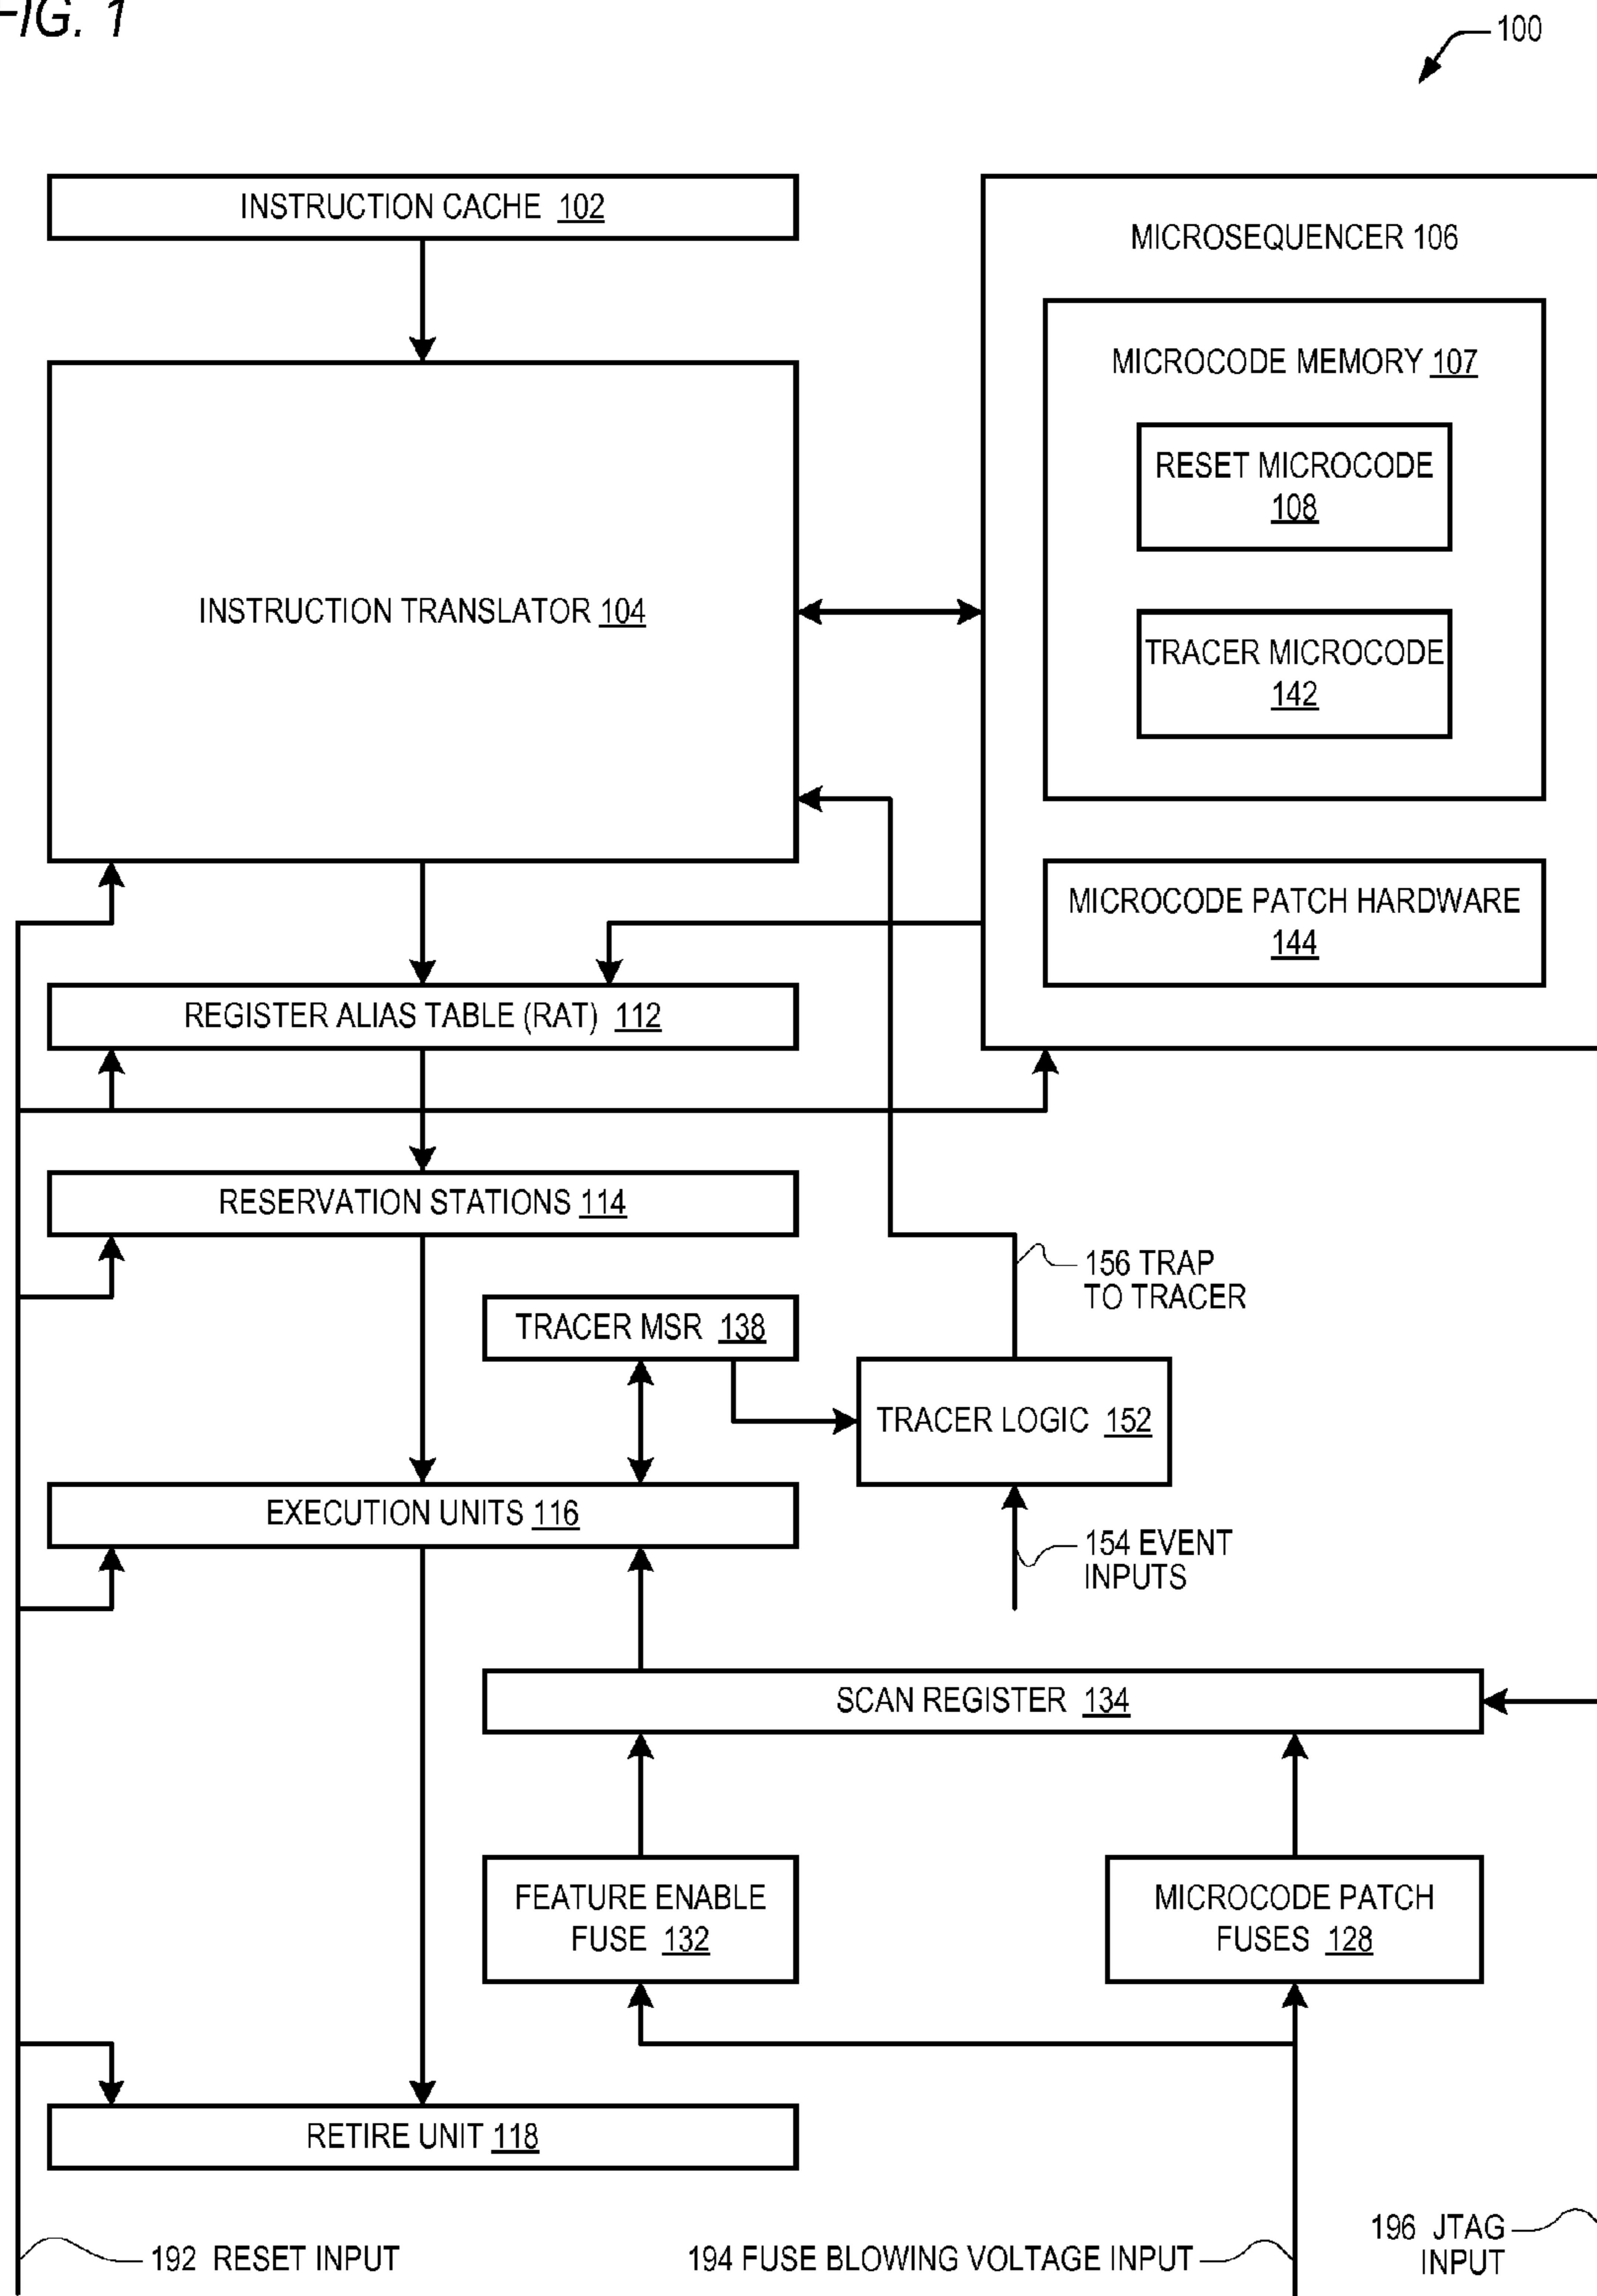 FIG. 1
100
INSTRUCTION CACHE 102
MICROSEQUENCER 106
MICROCODE MEMORY 107
RESET MICROCODE
108
INSTRUCTION TRANSLATOR 104
TRACER MICROCODE
142
MICROCODE PATCH HARDWARE
144
REGISTER ALIAS TABLE (RAT) 112
RESERVATION STATIONS 114
156 TRAP
TO TRACER
TRACER MSR 138
TRACER LOGIC 152
EXECUTION UNITS 116
154 EVENT
INPUTS
SCAN REGISTER 134
FEATURE ENABLE
FUSE 132
MICROCODE PATCH
FUSES 128
RETIRE UNIT 118
192 RESET INPUT
194 FUSE BLOWING VOLTAGE INPUT
196 JTAG
INPUT